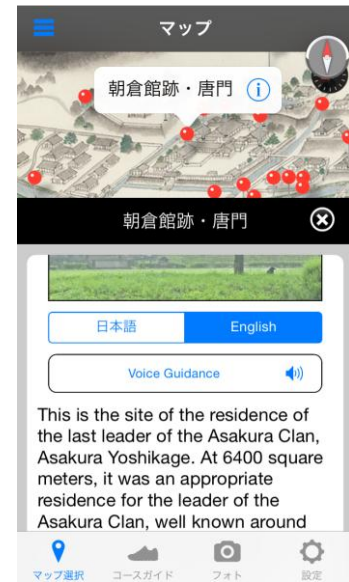 マップ
朝倉館跡・唐門
朝倉館跡・唐門
日本語
English
Voice Guidance
This is the site of the residence of
the last leader of the Asakura Clan,
Asakura Yoshikage. At 6400 square
meters, it was an appropriate
residence for the leader of the
Asakura Clan, well known around
マップ選択
コースガイド
フォト
設定